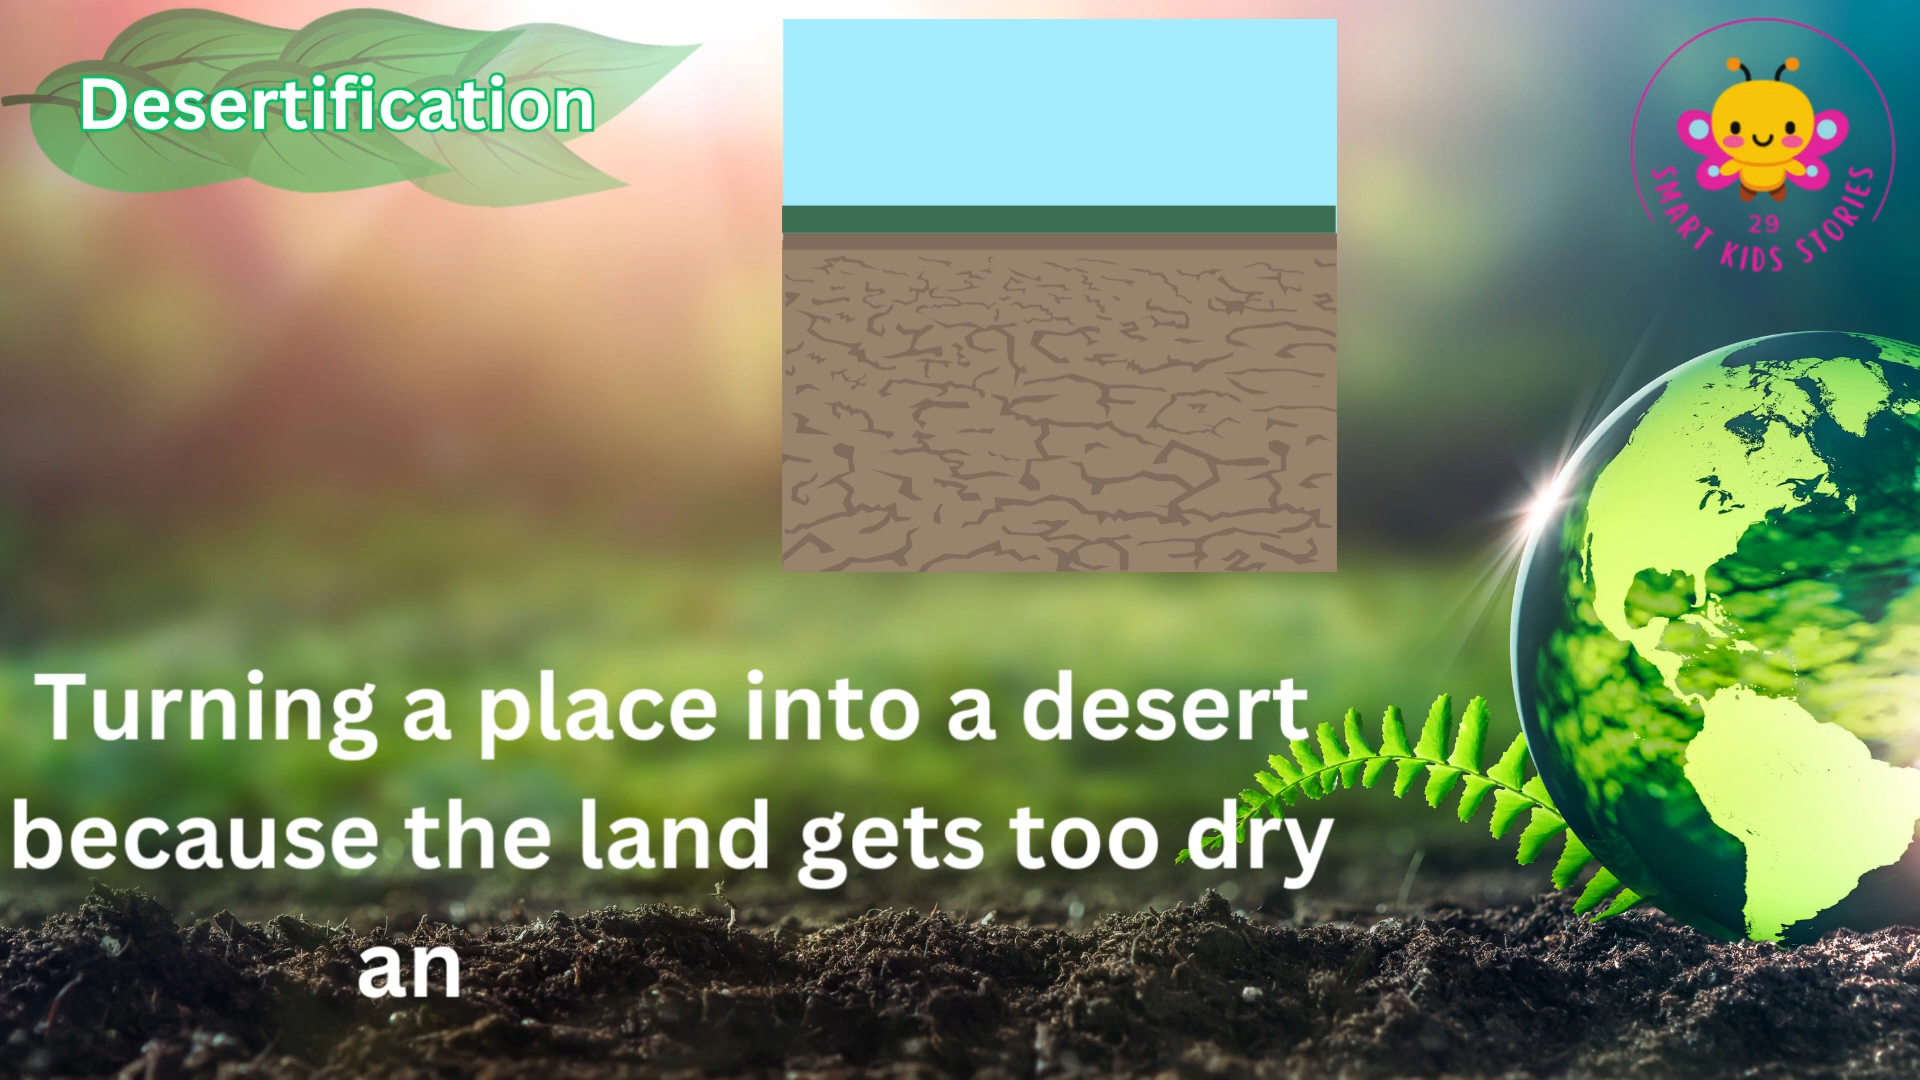 Desertification
29
SMART KIDS STORIES
Turning a place into a desert
because the land gets too dry
an